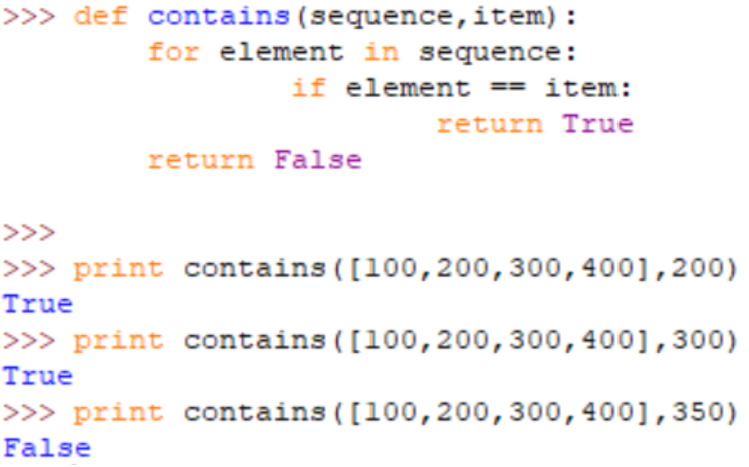 >>> def contains(sequence,item):
        for element in sequence:
                if element == item:
                        return True
        return False
>>>
>>> print contains([100,200,300,400],200)
True
>>> print contains([100,200,300,400],300)
True
>>> print contains([100,200,300,400],350)
False